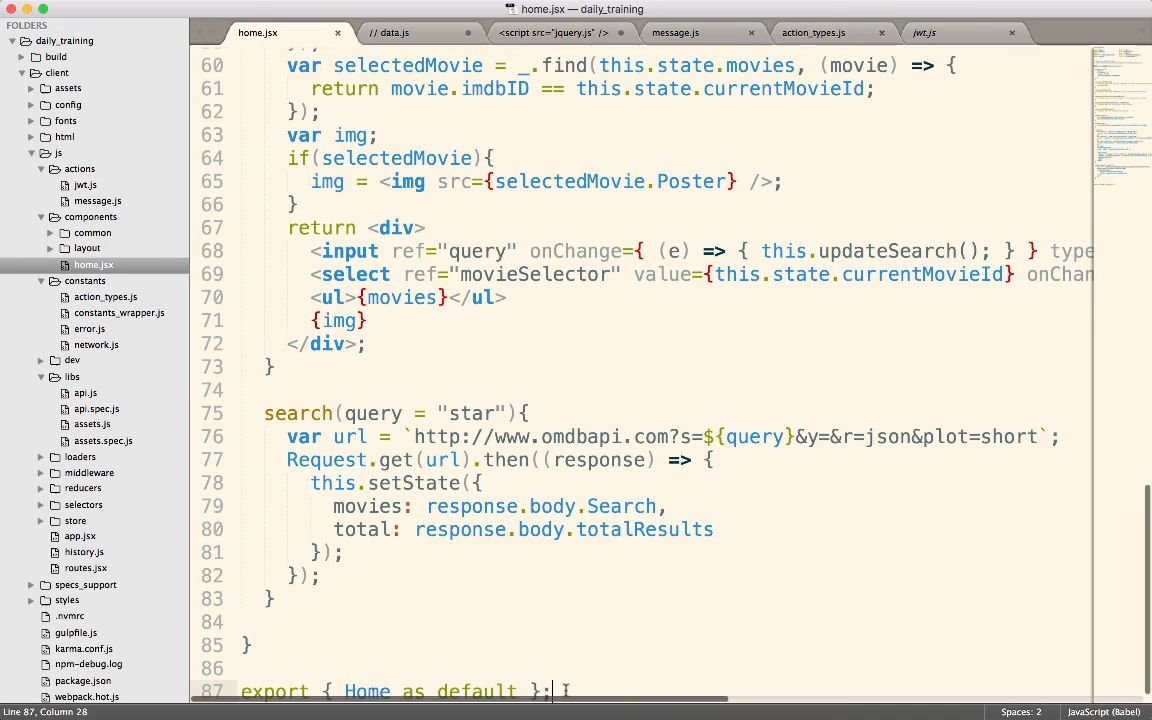 home.jsx — daily_training
FOLDERS
daily_training
build
client
assets
config
fonts
html
js
actions
jwt.js
message.js
components
common
layout
home.jsx
constants
action_types.js
constants_wrapper.js
error.js
network.js
dev
libs
api.js
api.spec.js
assets.js
assets.spec.js
loaders
middleware
reducers
selectors
store
app.jsx
history.js
routes.jsx
specs_support
styles
.nvmrc
gulpfile.js
karma.conf.js
npm-debug.log
package.json
webpack.hot.js
home.jsx × // data.js <script src="jquery.js" /> message.js × action_types.js × jwt.js ×
60 var selectedMovie = _.find(this.state.movies, (movie) => {
61 return movie.imdbID == this.state.currentMovieId;
62 });
63 var img;
64 if(selectedMovie){
65 img = <img src={selectedMovie.Poster} />;
66 }
67 return <div>
68 <input ref="query" onChange={ (e) => { this.updateSearch(); } } type
69 <select ref="movieSelector" value={this.state.currentMovieId} onChan
70 <ul>{movies}</ul>
71 {img}
72 </div>;
73 }
74
75 search(query = "star"){
76 var url = `http://www.omdbapi.com?s=${query}&y=&r=json&plot=short`;
77 Request.get(url).then((response) => {
78 this.setState({
79 movies: response.body.Search,
80 total: response.body.totalResults
81 });
82 });
83 }
84
85 }
86
87 export { Home as default };
Line 87, Column 28 Spaces: 2 JavaScript (Babel)